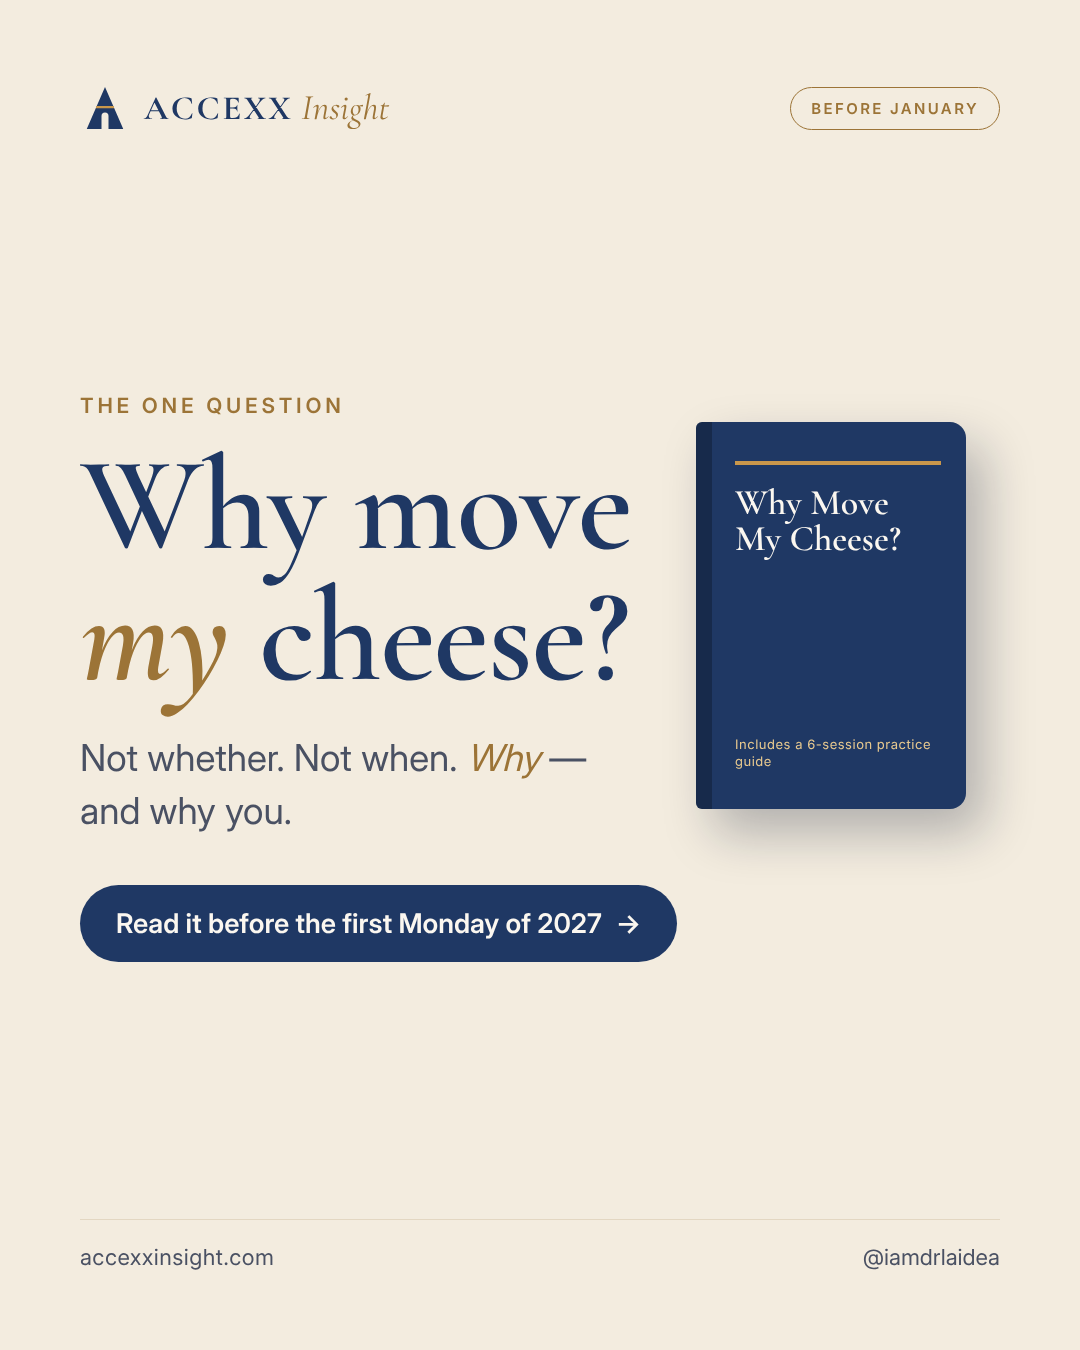 ACCEXX Insight
BEFORE JANUARY
THE ONE QUESTION
Why move
my cheese?
Not whether. Not when. Why —
and why you.
Read it before the first Monday of 2027 →
Why Move
My Cheese?
Includes a 6-session practice
guide
accexxinsight.com
@iamdrlaidea